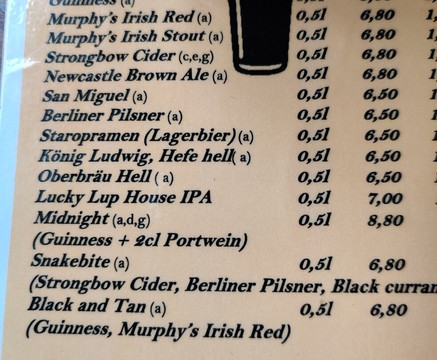 Guinness (a)
Murphy's Irish Red (a) 0,5l 6,80
Murphy's Irish Stout (a) 0,5l 6,80
Strongbow Cider (c,e,g) 0,5l 6,80
Newcastle Brown Ale (a) 0,5l 6,80
San Miguel (a) 0,5l 6,50
Berliner Pilsner (a) 0,5l 6,50
Staropramen (Lagerbier) (a) 0,5l 6,50
König Ludwig, Hefe hell( a) 0,5l 6,50
Oberbräu Hell ( a) 0,5l 6,50
Lucky Lup House IPA 0,5l 7,00
Midnight (a,d,g) 0,5l 8,80
(Guinness + 2cl Portwein)
Snakebite (a) 0,5l 6,80
(Strongbow Cider, Berliner Pilsner, Black curran
Black and Tan (a) 0,5l 6,80
(Guinness, Murphy's Irish Red)